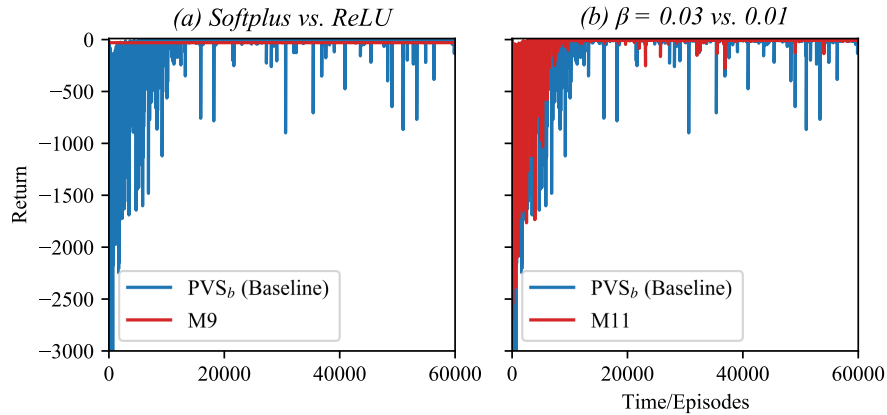 (a) Softplus vs. ReLU
(b) β = 0.03 vs. 0.01
Return
0
−500
−1000
−1500
−2000
−2500
−3000
PVS_b (Baseline)
M9
PVS_b (Baseline)
M11
0
20000
40000
60000
0
20000
40000
60000
Time/Episodes